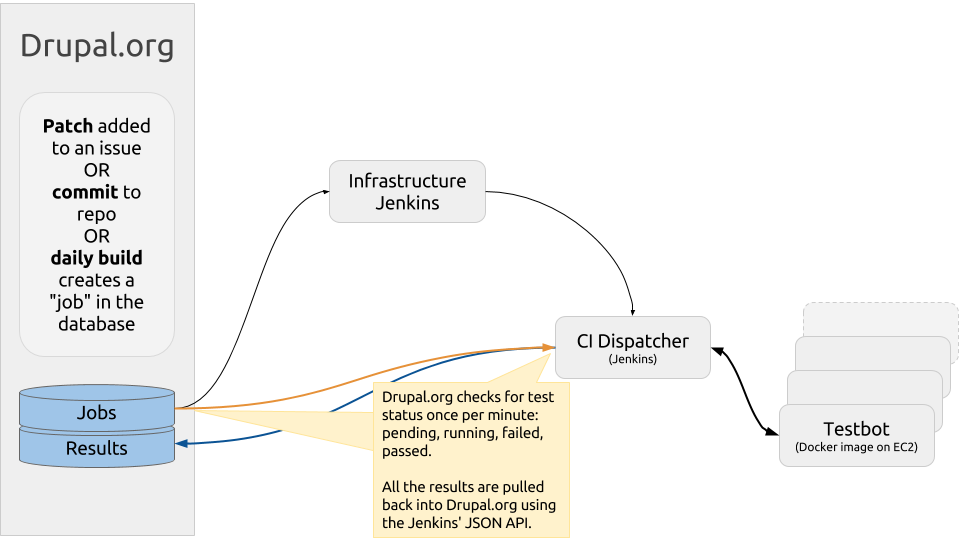 Drupal.org
Patch added
to an issue
OR
commit to
repo
OR
daily build
creates a
"job" in the
database
Jobs
Results
Infrastructure
Jenkins
CI Dispatcher
(Jenkins)
Drupal.org checks for test
status once per minute:
pending, running, failed,
passed.
All the results are pulled
back into Drupal.org using
the Jenkins' JSON API.
Testbot
(Docker image on EC2)